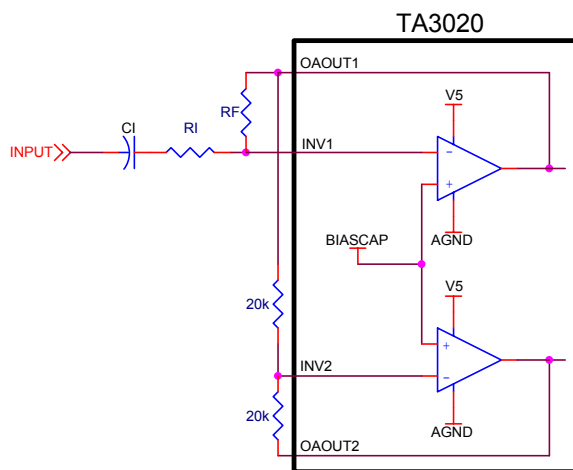 TA3020
OAOUT1
V5
CI
RI
RF
INPUT
INV1
-
+
BIASCAP
AGND
V5
20k
+
INV2
-
20k
AGND
OAOUT2